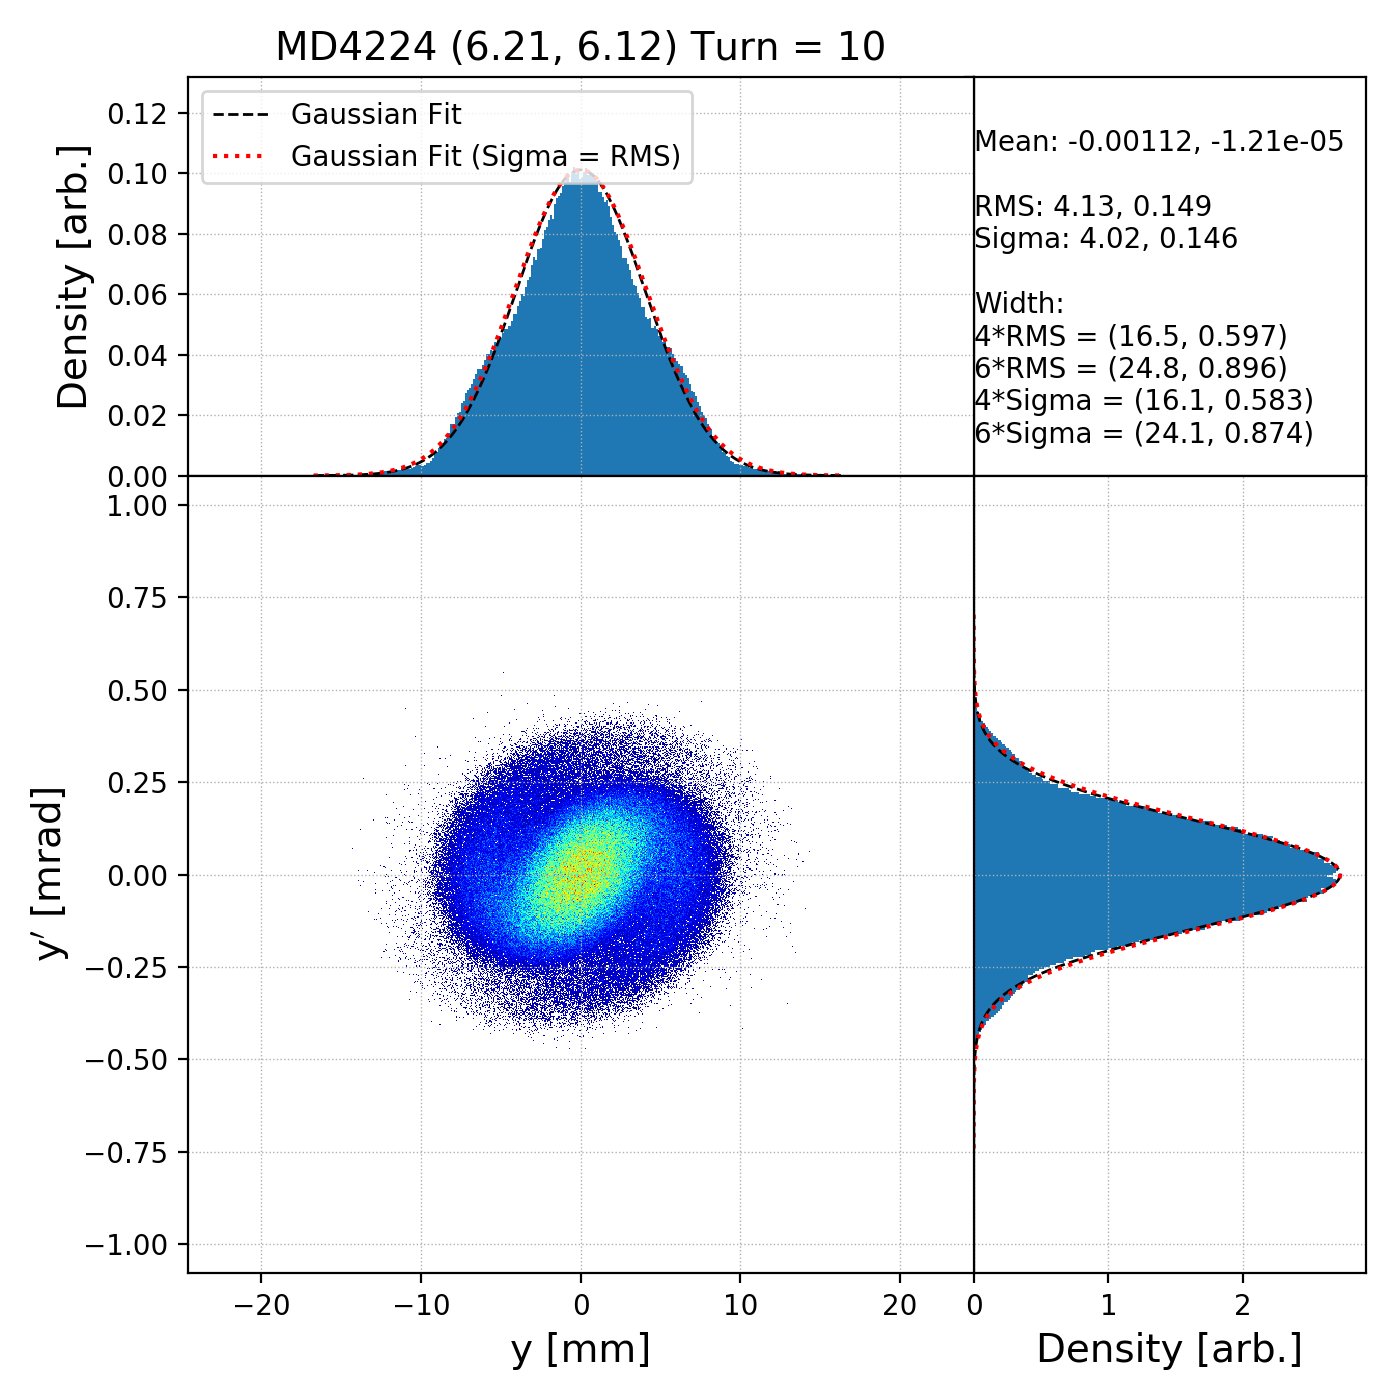 MD4224 (6.21, 6.12) Turn = 10
Gaussian Fit
Gaussian Fit (Sigma = RMS)
Density [arb.]
0.12
0.10
0.08
0.06
0.04
0.02
0.00
Mean: -0.00112, -1.21e-05
RMS: 4.13, 0.149
Sigma: 4.02, 0.146
Width:
4*RMS = (16.5, 0.597)
6*RMS = (24.8, 0.896)
4*Sigma = (16.1, 0.583)
6*Sigma = (24.1, 0.874)
y′ [mrad]
1.00
0.75
0.50
0.25
0.00
−0.25
−0.50
−0.75
−1.00
−20 −10 0 10 20
y [mm]
0 1 2
Density [arb.]